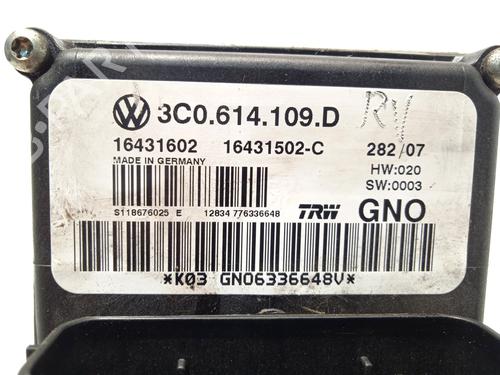 3C0.614.109.D
16431602 16431502-C 282/07
MADE IN GERMANY HW:020
SW:0003
S118676025 E 12834 776336648 TRW GNO
*K03 GNO6336648V*